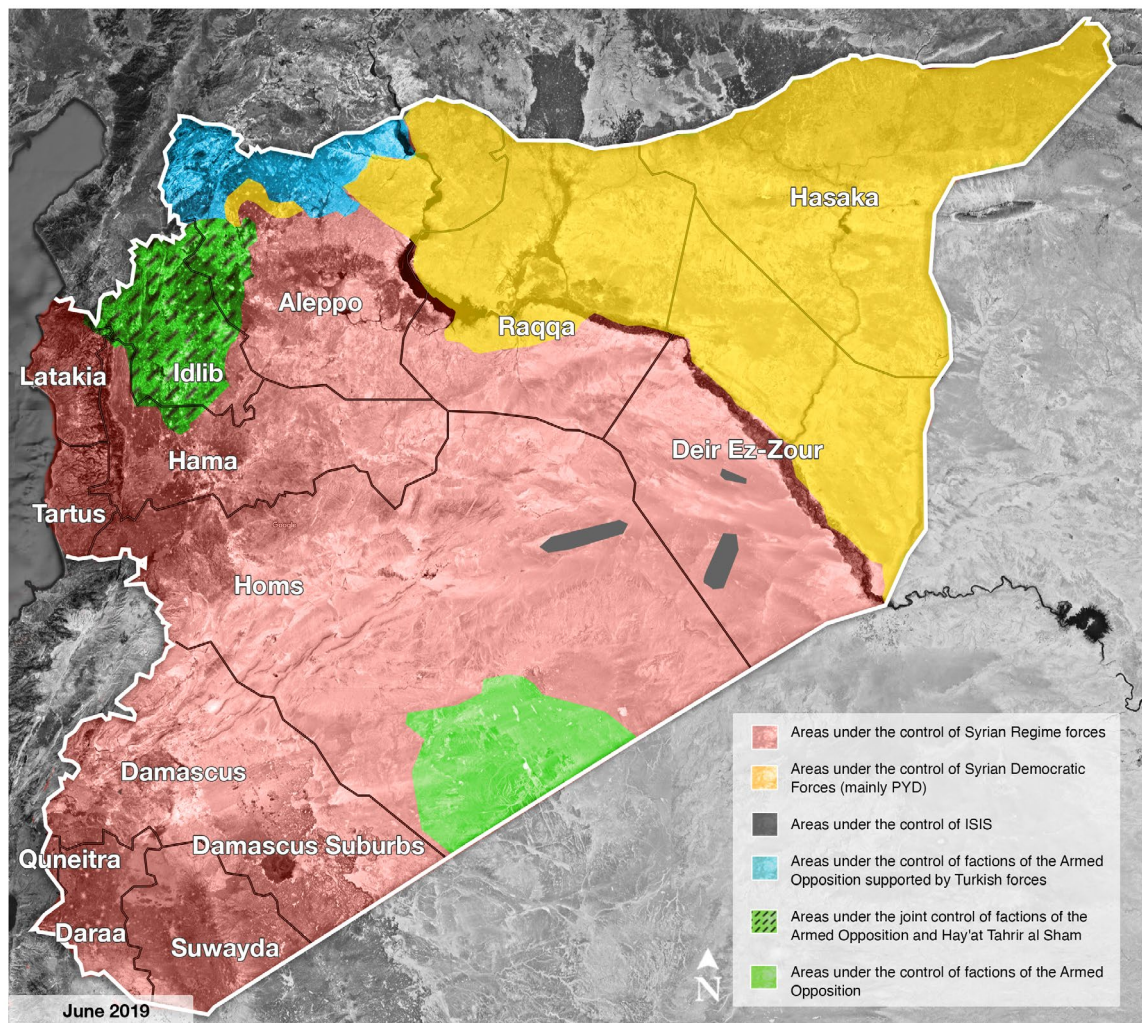 Hasaka
Aleppo
Raqqa
Latakia
Idlib
Deir Ez-Zour
Hama
Tartus
Google
Homs
Damascus
Damascus Suburbs
Quneitra
Daraa
Suwayda
Areas under the control of Syrian Regime forces
Areas under the control of Syrian Democratic
Forces (mainly PYD)
Areas under the control of ISIS
Areas under the control of factions of the Armed
Opposition supported by Turkish forces
Areas under the joint control of factions of the
Armed Opposition and Hay'at Tahrir al Sham
Areas under the control of factions of the Armed
Opposition
N
June 2019